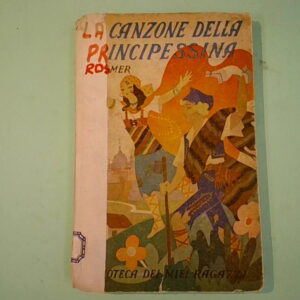 LA CANZONE DELLA
PRINCIPESSINA
ROSMER
OTECA DEI MIEI RAGAZZI